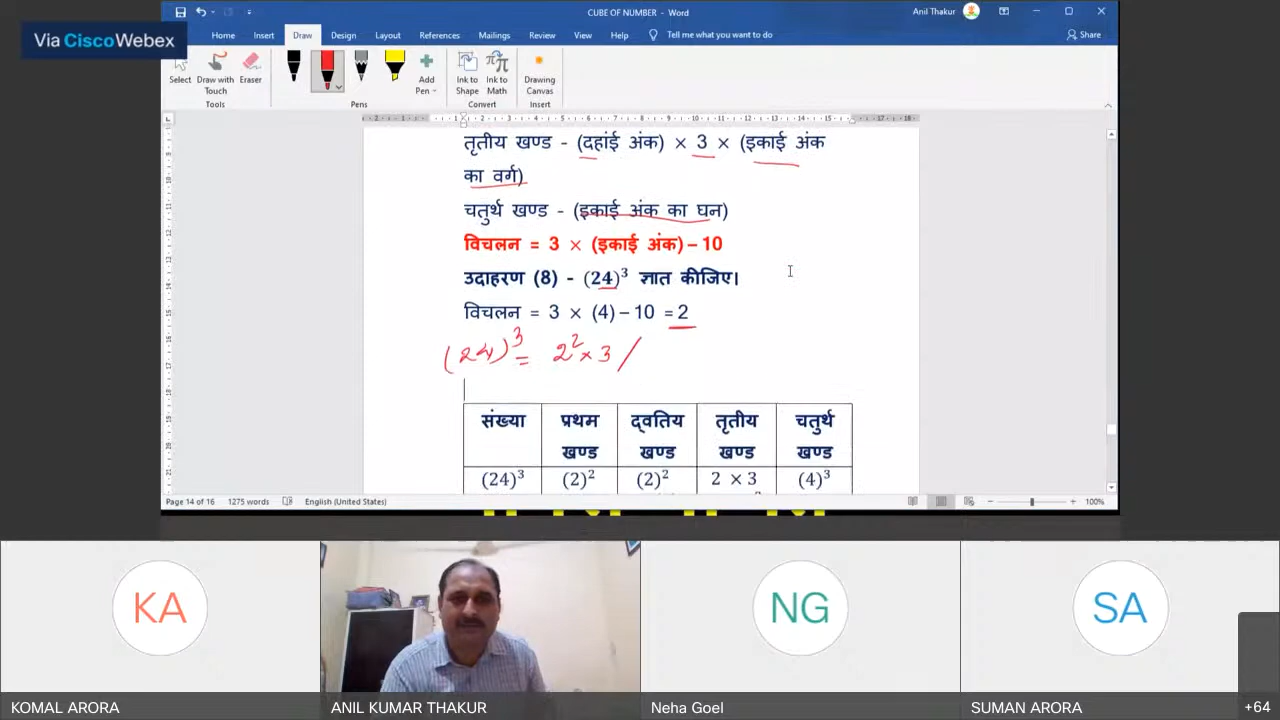 CUBE OF NUMBER - Word
Anil Thakur
Via CiscoWebex
Home Insert Draw Design Layout References Mailings Review View Help Tell me what you want to do
Share
Select Draw with Touch Eraser
Add Pen
Ink to Shape Ink to Math
Drawing Canvas
Tools Pens Convert Insert
तृतीय खण्ड - (दहांई अंक) × 3 × (इकाई अंक
का वर्ग)
चतुर्थ खण्ड - (इकाई अंक का घन)
विचलन = 3 × (इकाई अंक) – 10
उदाहरण (8) - (24)³ ज्ञात कीजिए।
विचलन = 3 × (4) – 10 = 2
(24)³ = 2² × 3 /
संख्या प्रथम खण्ड द्वतिय खण्ड तृतीय खण्ड चतुर्थ खण्ड
(24)³ (2)² (2)² 2 × 3 (4)³
Page 14 of 16 1275 words English (United States) 100%
KA NG SA
KOMAL ARORA ANIL KUMAR THAKUR Neha Goel SUMAN ARORA +64